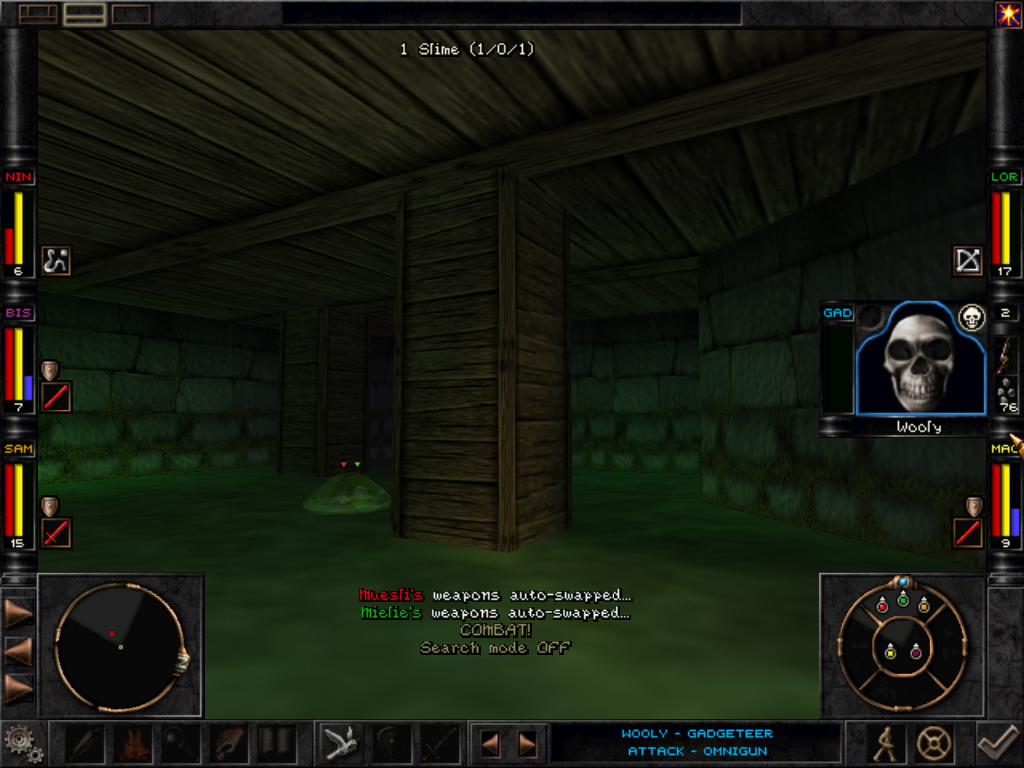 1 Slime (1/0/1)
NIN
LOR
6
17
BIS
GAD
2
7
76
Wooly
SAM
MAC
15
9
Muesli's weapons auto-swapped...
Mielie's weapons auto-swapped...
COMBAT!
Search mode OFF
WOOLY - GADGETEER
ATTACK - OMNIGUN